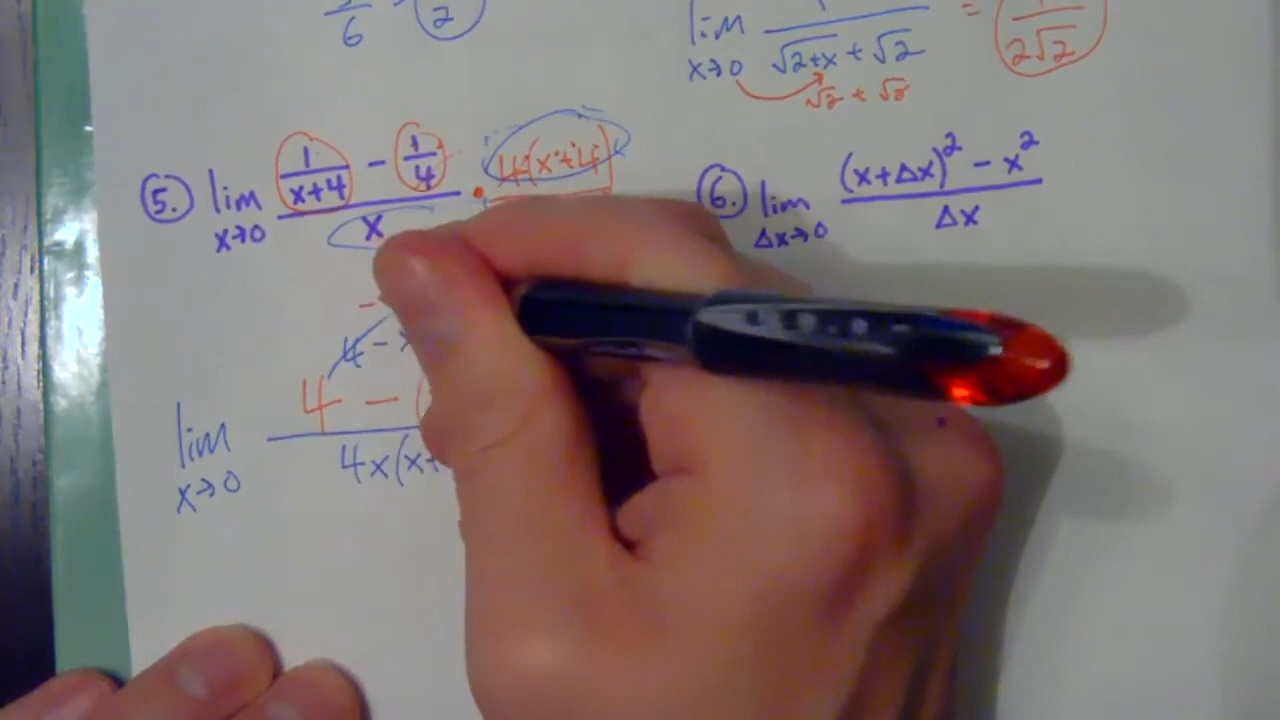 6 2
lim
x→0 √2+x + √2 = 1/2√2
√2 + √2
5. lim x→0 (1/(x+4) - 1/4)/x · 4(x+4)
4 - x
lim x→0 4 - ( / 4x(x+
6. lim Δx→0 ((x+Δx)² - x²)/Δx